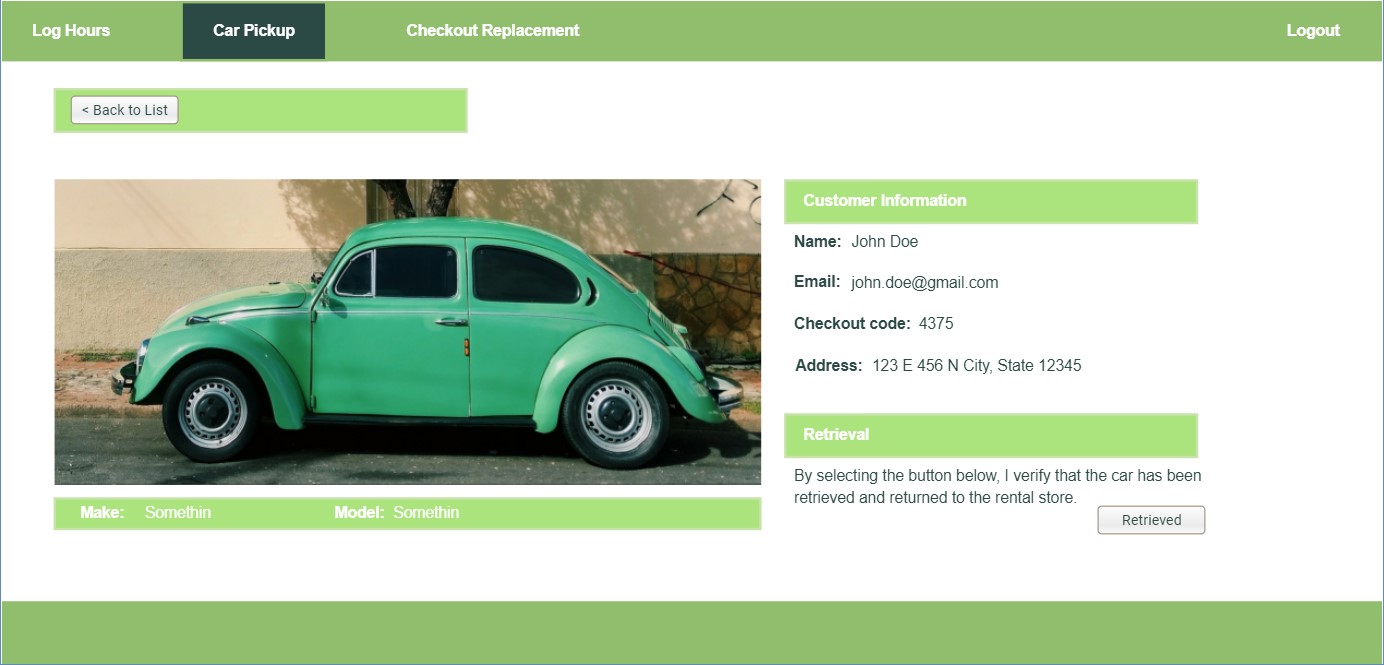 Log Hours
Car Pickup
Checkout Replacement
Logout
< Back to List
Customer Information
Name: John Doe
Email: john.doe@gmail.com
Checkout code: 4375
Address: 123 E 456 N City, State 12345
Retrieval
By selecting the button below, I verify that the car has been
retrieved and returned to the rental store.
Retrieved
Make: Somethin
Model: Somethin